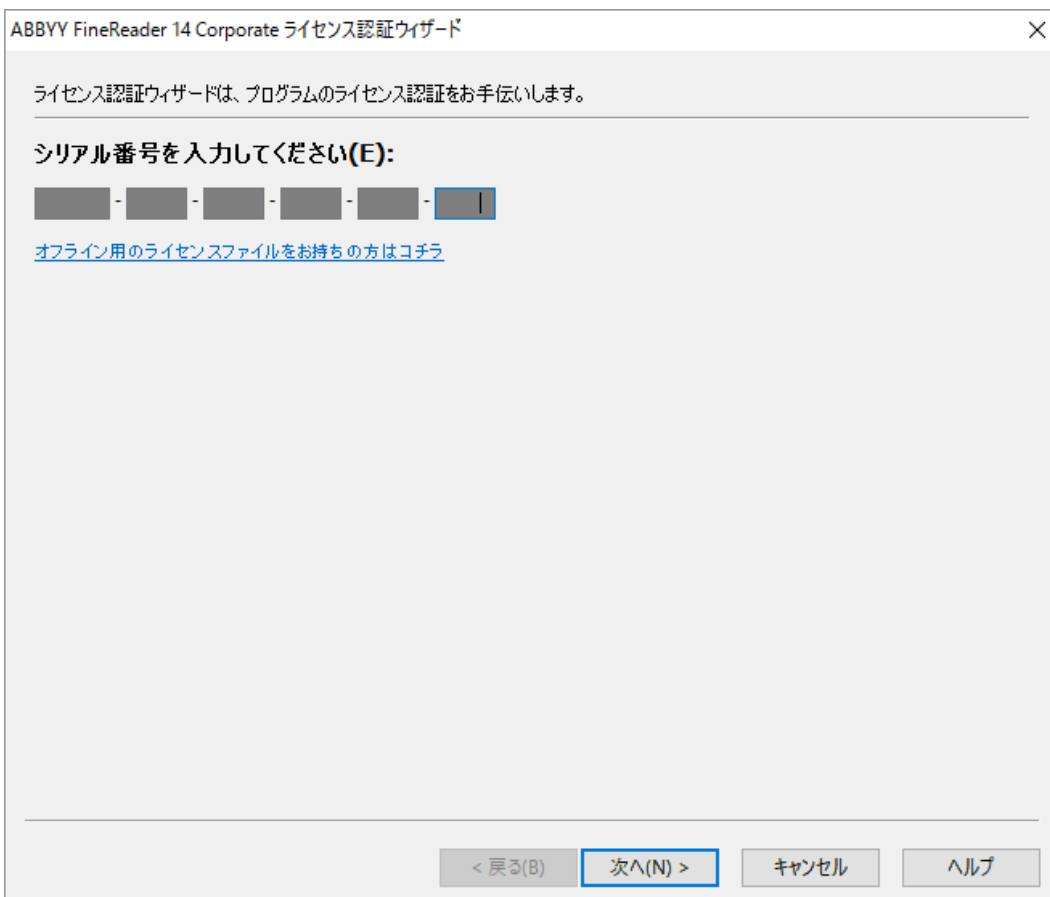 ABBYY FineReader 14 Corporate ライセンス認証ウィザード
ライセンス認証ウィザードは、プログラムのライセンス認証をお手伝いします。
シリアル番号を入力してください(E):
- - - - -
オフライン用のライセンスファイルをお持ちの方はコチラ
< 戻る(B) 次へ(N) > キャンセル ヘルプ